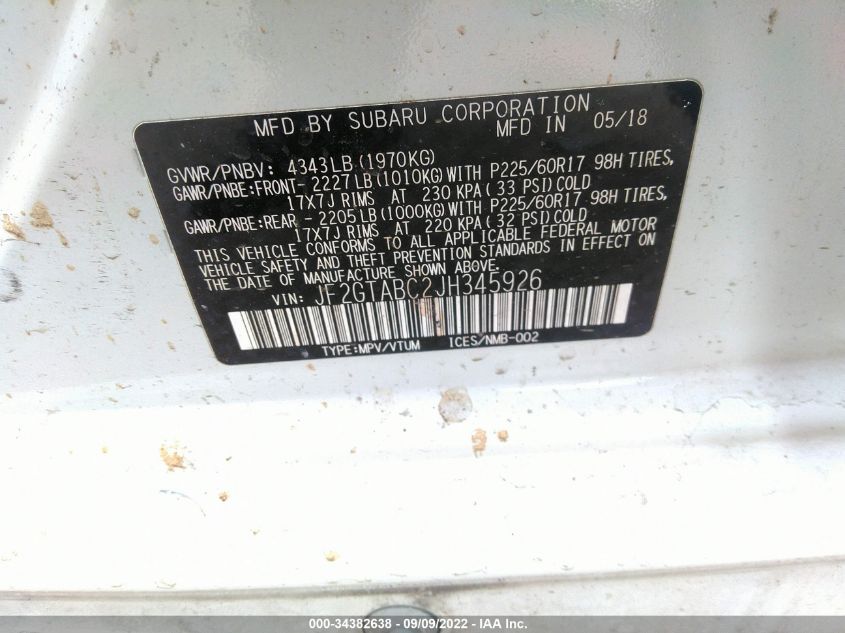 MFD BY SUBARU CORPORATION
MFD IN 05/18
GVWR/PNBV: 4343LB(1970KG)
GAWR/PNBE:FRONT- 2227LB(1010KG)WITH P225/60R17 98H TIRES,
17X7J RIMS AT 230 KPA(33 PSI)COLD
GAWR/PNBE:REAR - 2205LB(1000KG)WITH P225/60R17 98H TIRES,
17X7J RIMS AT 220 KPA(32 PSI)COLD
THIS VEHICLE CONFORMS TO ALL APPLICABLE FEDERAL MOTOR
VEHICLE SAFETY AND THEFT PREVENTION STANDARDS IN EFFECT ON
THE DATE OF MANUFACTURE SHOWN ABOVE.
VIN: JF2GTABC2JH345926
TYPE:MPV/VTUM ICES/NMB-002
000-34382638 - 09/09/2022 - IAA Inc.